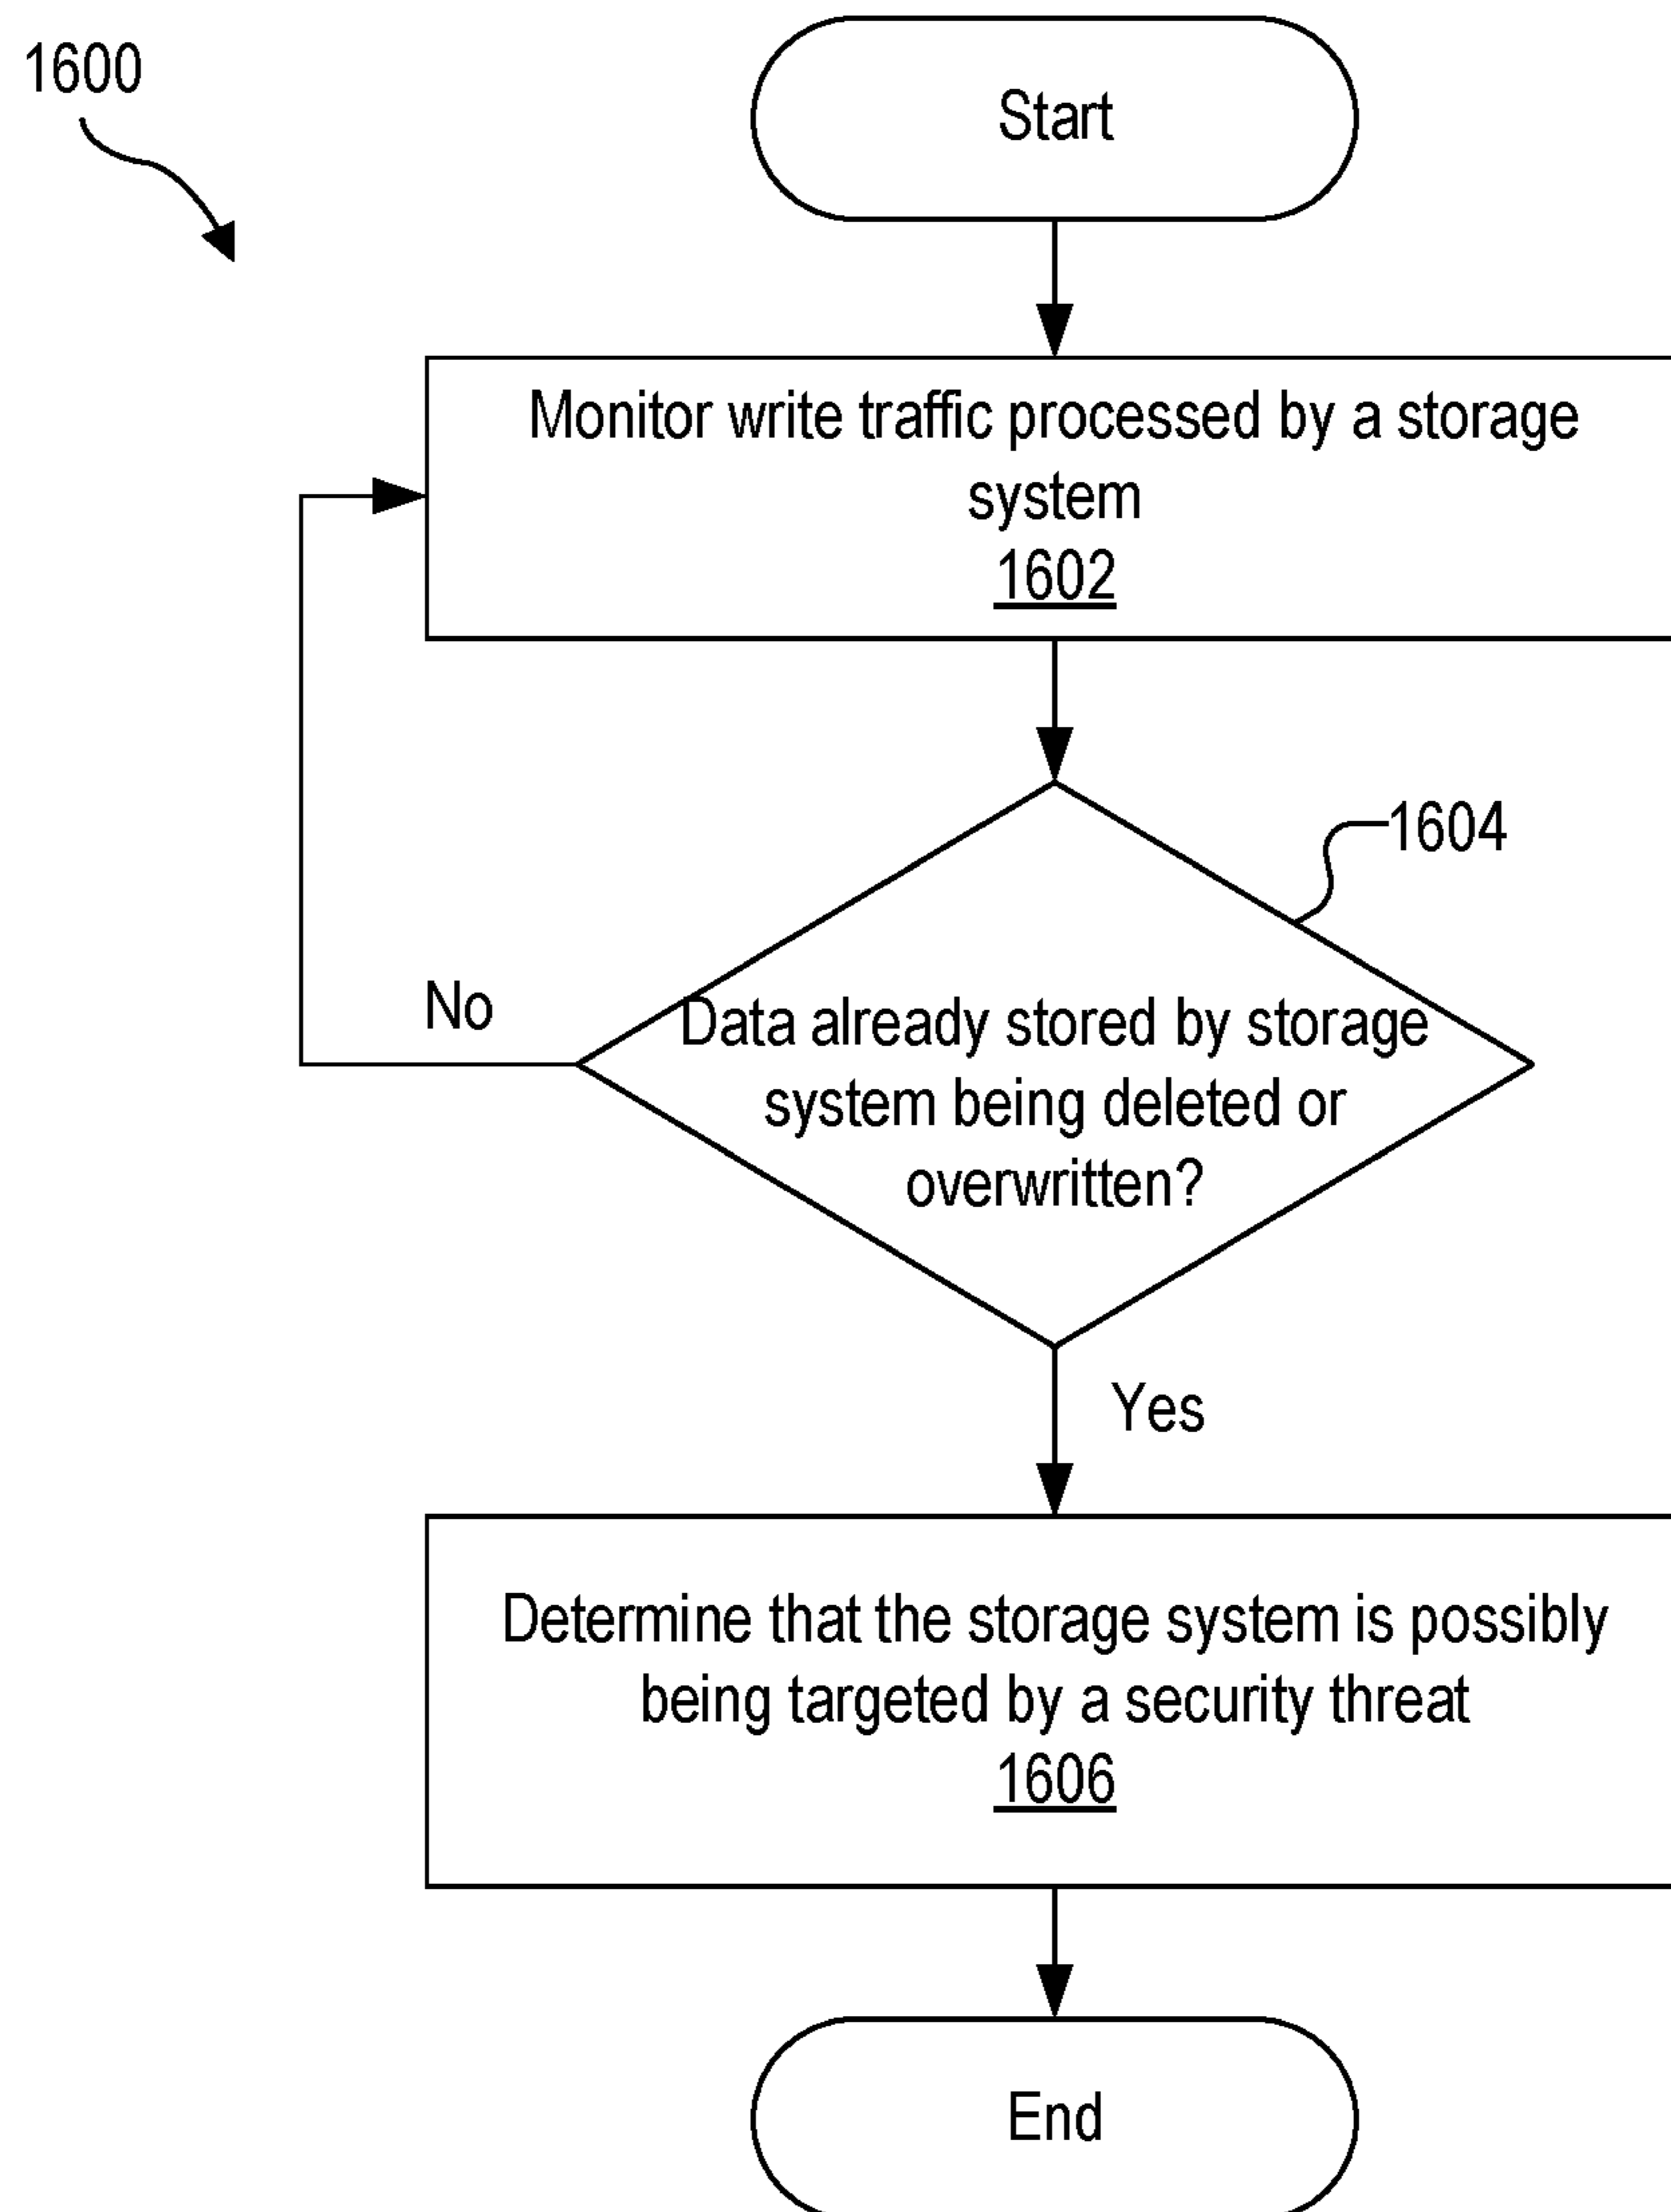 1600
Start
Monitor write traffic processed by a storage
system
1602
1604
Data already stored by storage
system being deleted or
overwritten?
No
Yes
Determine that the storage system is possibly
being targeted by a security threat
1606
End